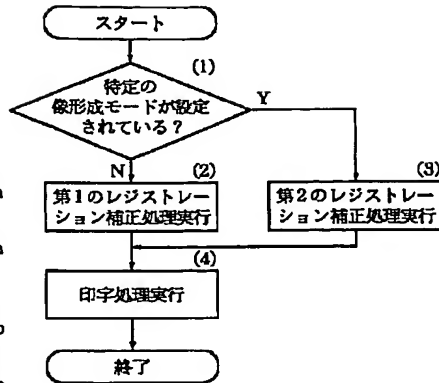 スタート
(1)
特定の
像形成モードが設定
されている？
Y
N
(2)
第1のレジストレー
ション補正処理実行
(3)
第2のレジストレー
ション補正処理実行
(4)
印字処理実行
終了